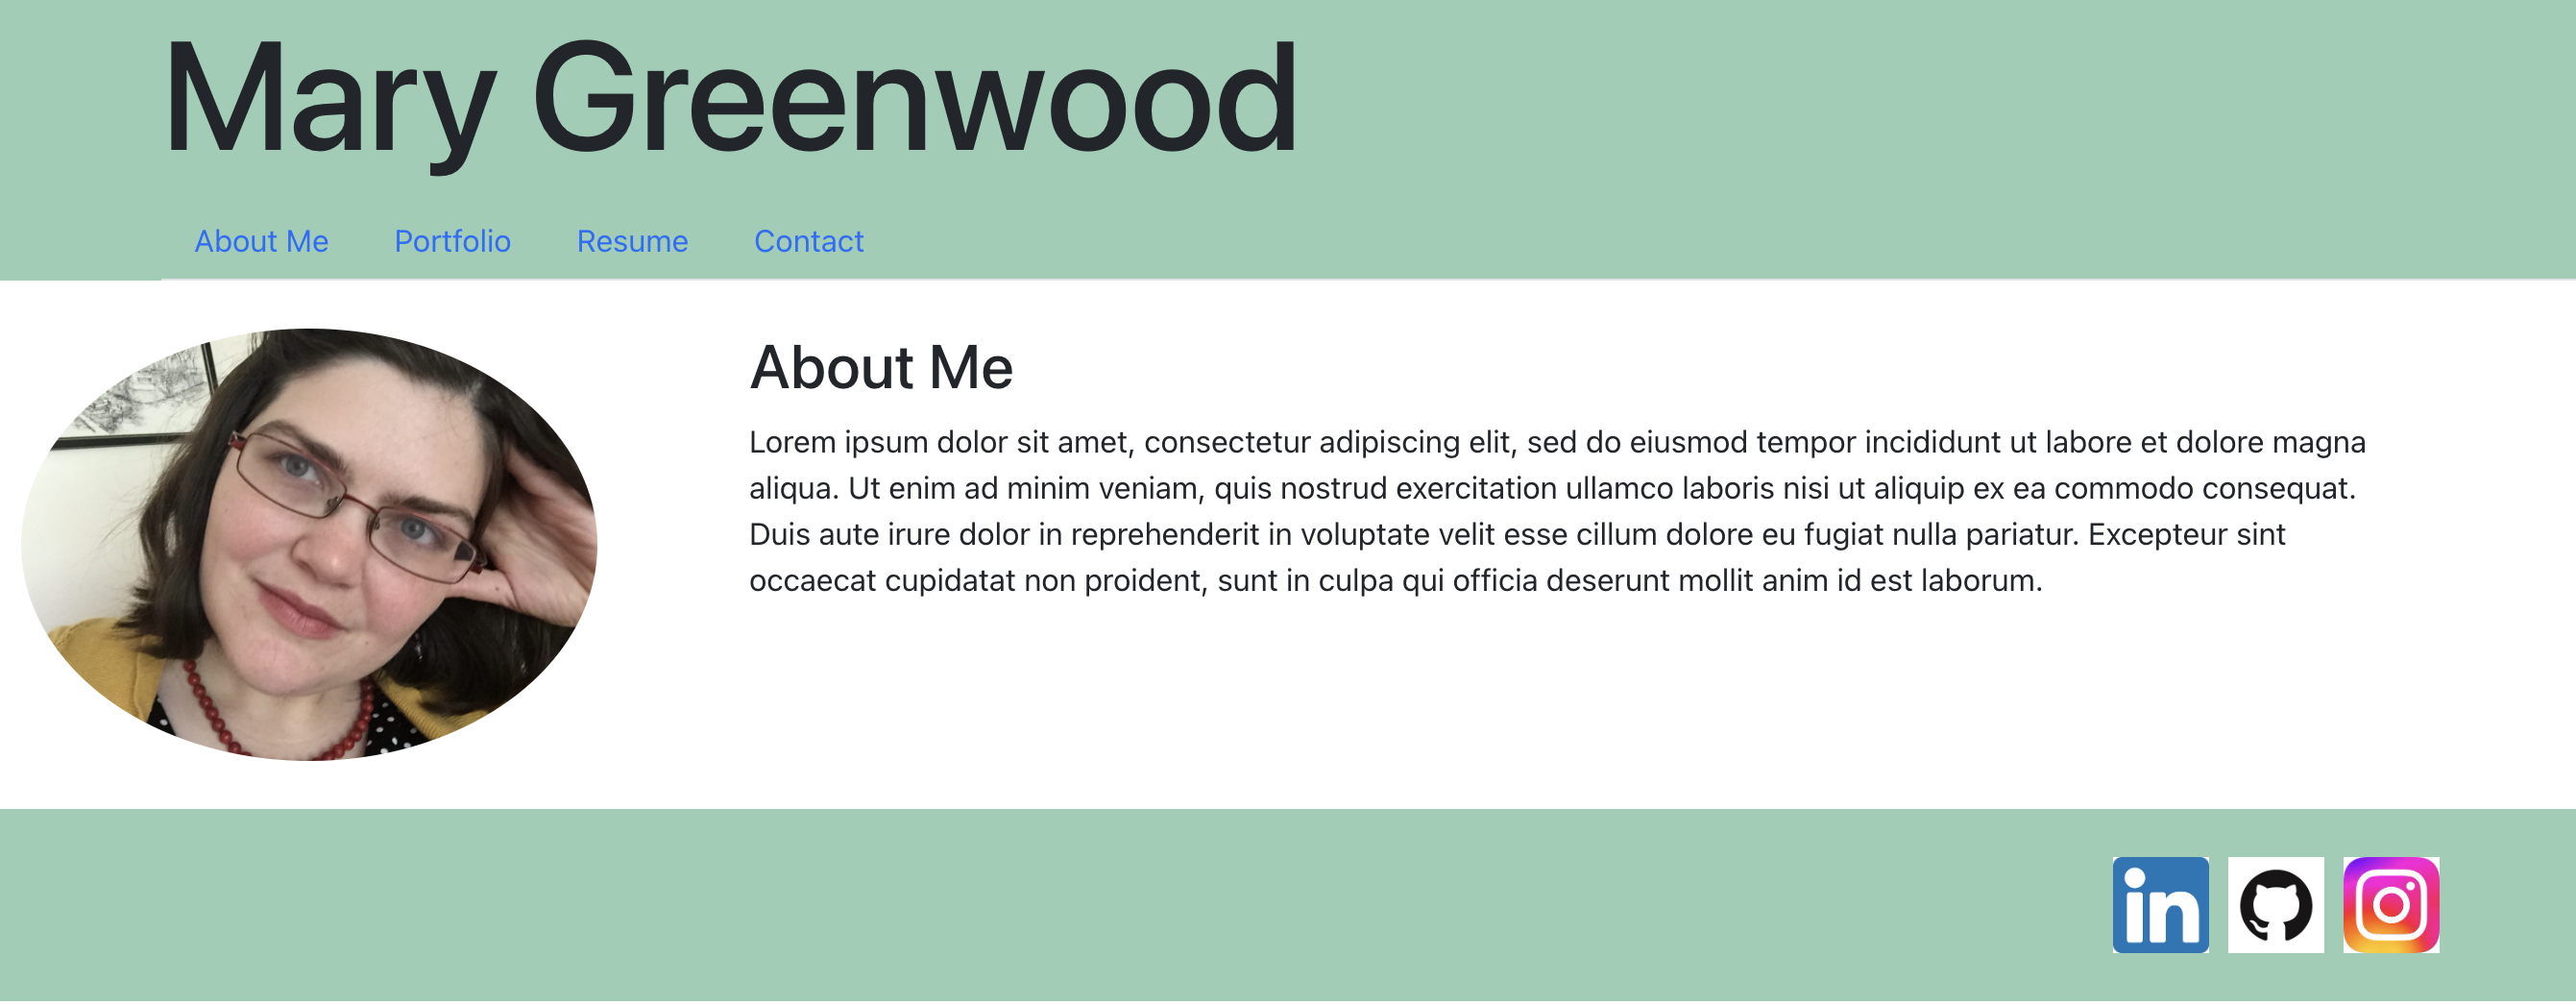 Mary Greenwood
About Me Portfolio Resume Contact
About Me
Lorem ipsum dolor sit amet, consectetur adipiscing elit, sed do eiusmod tempor incididunt ut labore et dolore magna
aliqua. Ut enim ad minim veniam, quis nostrud exercitation ullamco laboris nisi ut aliquip ex ea commodo consequat.
Duis aute irure dolor in reprehenderit in voluptate velit esse cillum dolore eu fugiat nulla pariatur. Excepteur sint
occaecat cupidatat non proident, sunt in culpa qui officia deserunt mollit anim id est laborum.
in